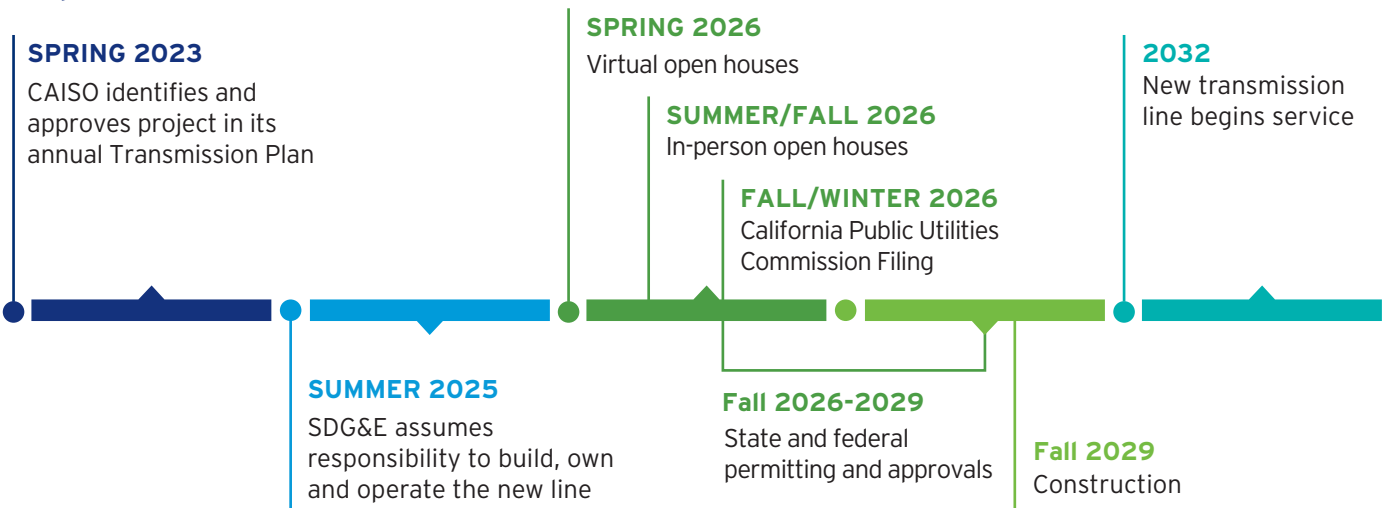 SPRING 2023
CAISO identifies and
approves project in its
annual Transmission Plan
SUMMER 2025
SDG&E assumes
responsibility to build, own
and operate the new line
SPRING 2026
Virtual open houses
SUMMER/FALL 2026
In-person open houses
FALL/WINTER 2026
California Public Utilities
Commission Filing
Fall 2026-2029
State and federal
permitting and approvals
Fall 2029
Construction
2032
New transmission
line begins service